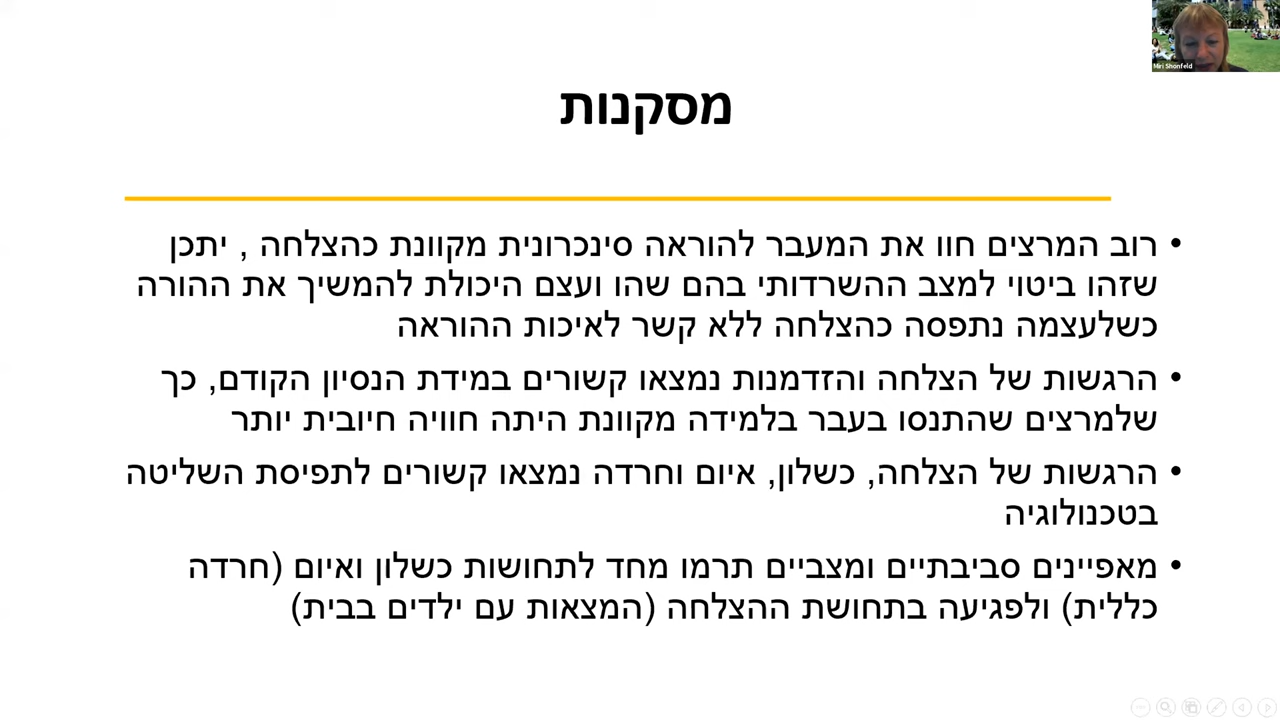 Miri Shonfeld
מסקנות
• רוב המרצים חוו את המעבר להוראה סינכרונית מקוונת כהצלחה , יתכן
שזהו ביטוי למצב ההשרדותי בהם שהו ועצם היכולת להמשיך את ההורה
כשלעצמה נתפסה כהצלחה ללא קשר לאיכות ההוראה
• הרגשות של הצלחה והזדמנות נמצאו קשורים במידת הנסיון הקודם, כך
שלמרצים שהתנסו בעבר בלמידה מקוונת היתה חוויה חיובית יותר
• הרגשות של הצלחה, כשלון, איום וחרדה נמצאו קשורים לתפיסת השליטה
בטכנולוגיה
• מאפיינים סביבתיים ומצביים תרמו מחד לתחושות כשלון ואיום (חרדה
כללית) ולפגיעה בתחושת ההצלחה (המצאות עם ילדים בבית)